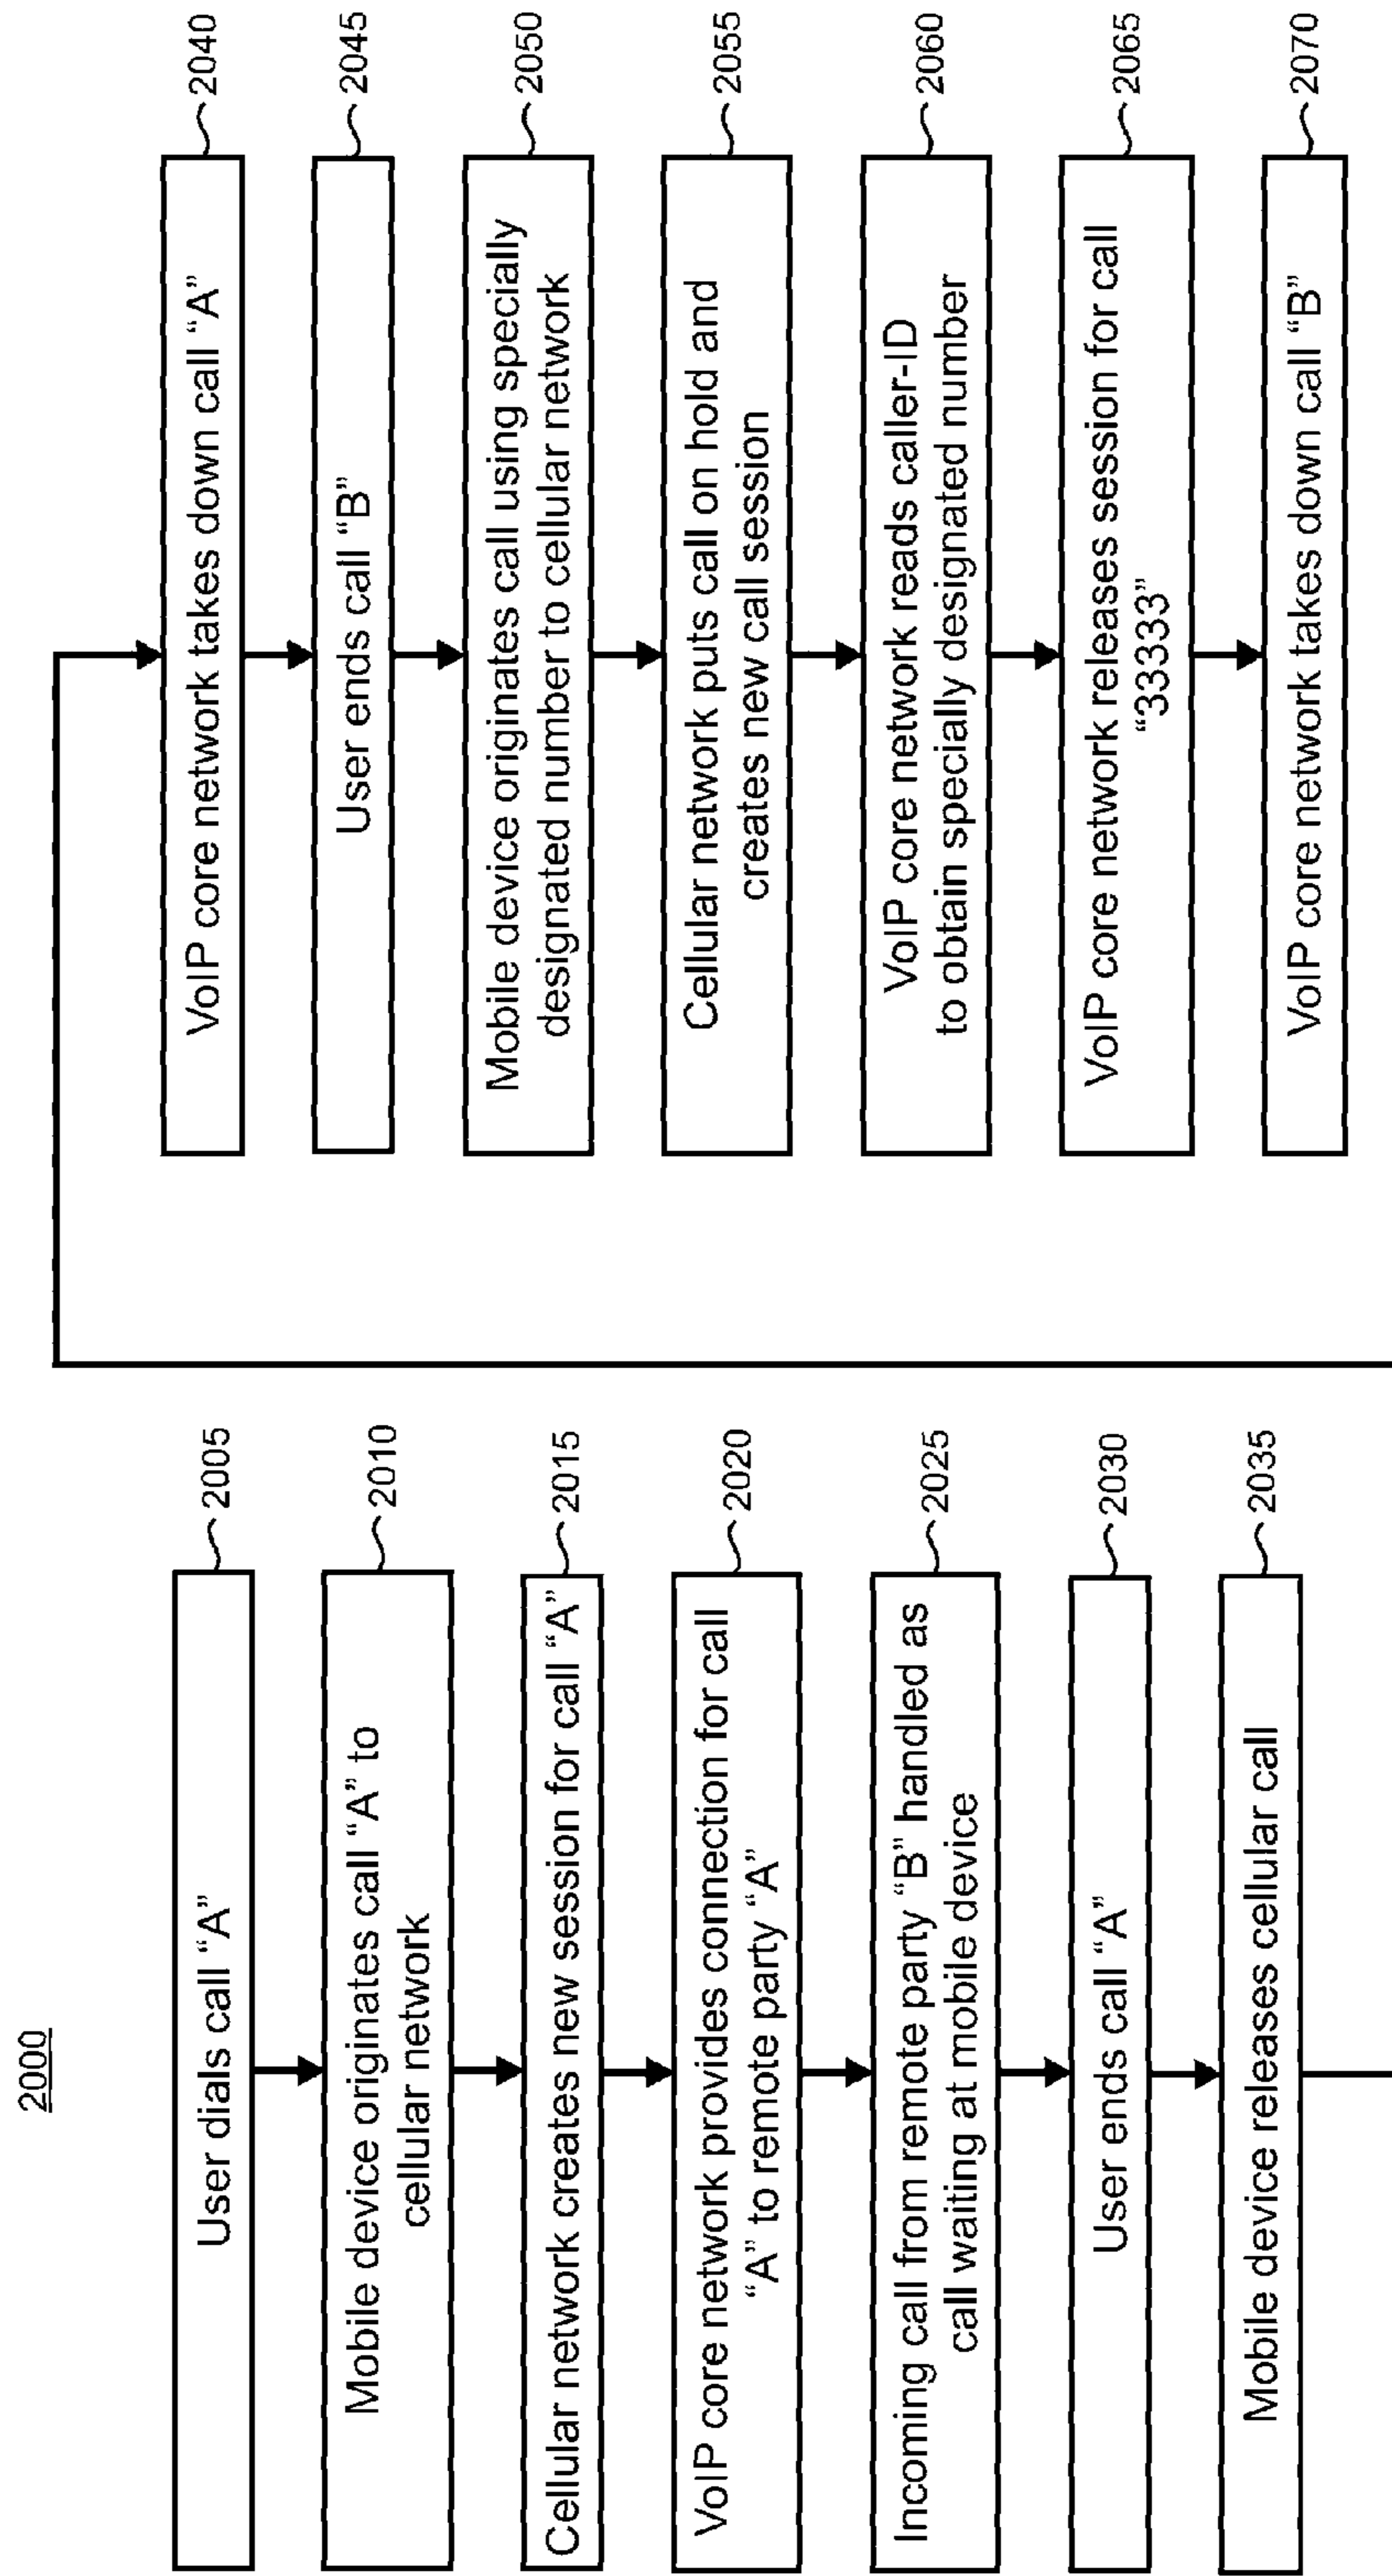 2000
User dials call “A”
2005
Mobile device originates call “A” to
cellular network
2010
Cellular network creates new session for call “A”
2015
VoIP core network provides connection for call
“A” to remote party “A”
2020
Incoming call from remote party “B” handled as
call waiting at mobile device
2025
User ends call “A”
2030
Mobile device releases cellular call
2035
VoIP core network takes down call “A”
2040
User ends call “B”
2045
Mobile device originates call using specially
designated number to cellular network
2050
Cellular network puts call on hold and
creates new call session
2055
VoIP core network reads caller-ID
to obtain specially designated number
2060
VoIP core network releases session for call
“33333”
2065
VoIP core network takes down call “B”
2070